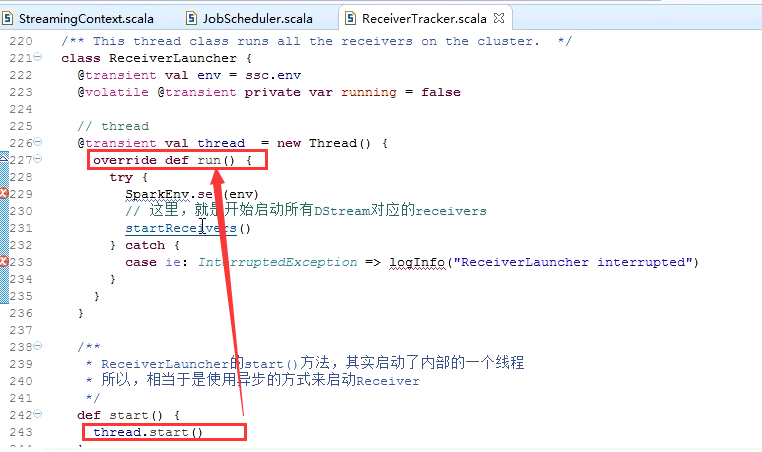 StreamingContext.scala JobScheduler.scala ReceiverTracker.scala
220 /** This thread class runs all the receivers on the cluster. */
221 class ReceiverLauncher {
222 @transient val env = ssc.env
223 @volatile @transient private var running = false
224
225 // thread
226 @transient val thread = new Thread() {
227 override def run() {
228 try {
229 SparkEnv.set(env)
230 // 这里，就是开始启动所有DStream对应的receivers
231 startReceivers()
232 } catch {
233 case ie: InterruptedException => logInfo("ReceiverLauncher interrupted")
234 }
235 }
236 }
237
238 /**
239 * ReceiverLauncher的start()方法，其实启动了内部的一个线程
240 * 所以，相当于是使用异步的方式来启动Receiver
241 */
242 def start() {
243 thread.start()